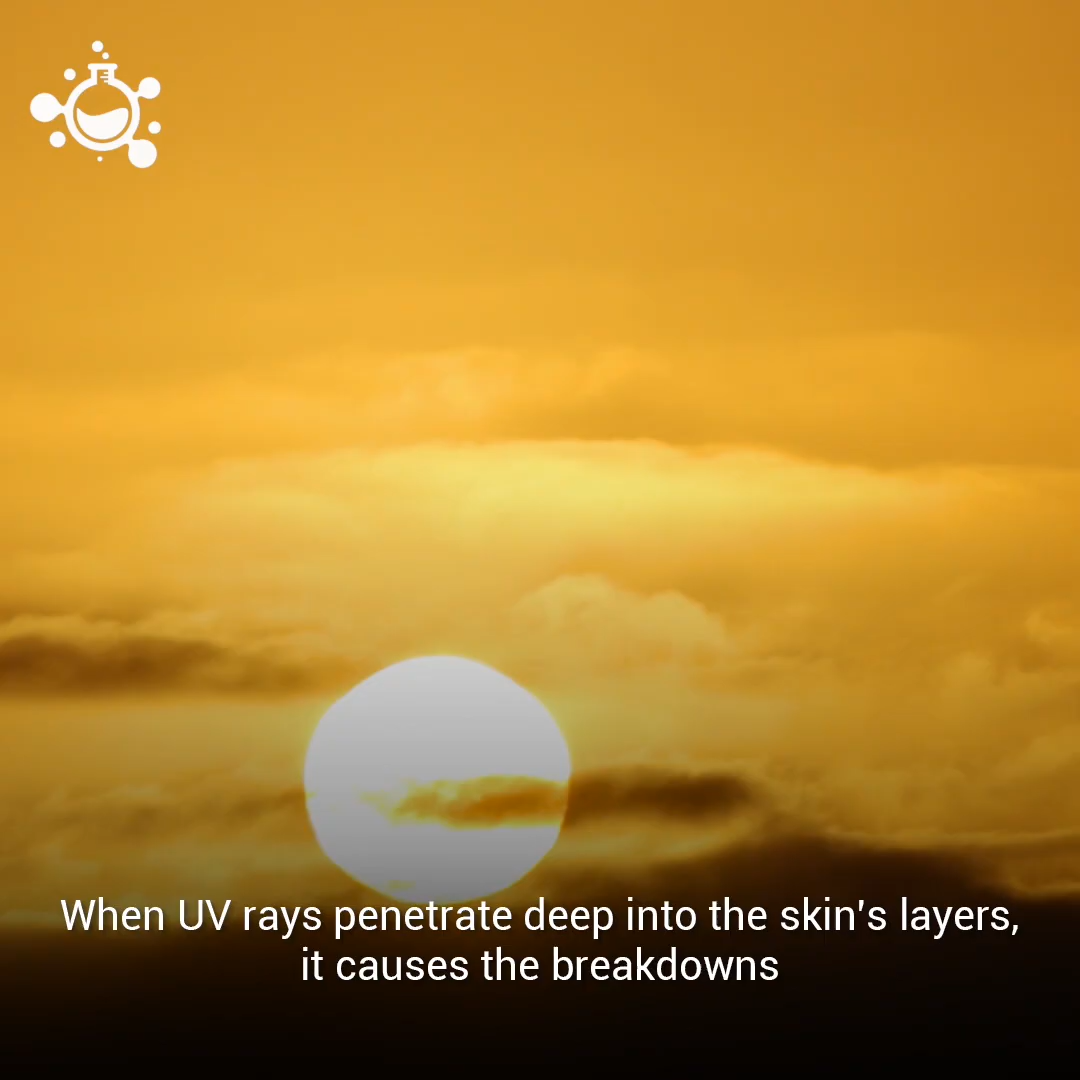 When UV rays penetrate deep into the skin's layers,
it causes the breakdowns